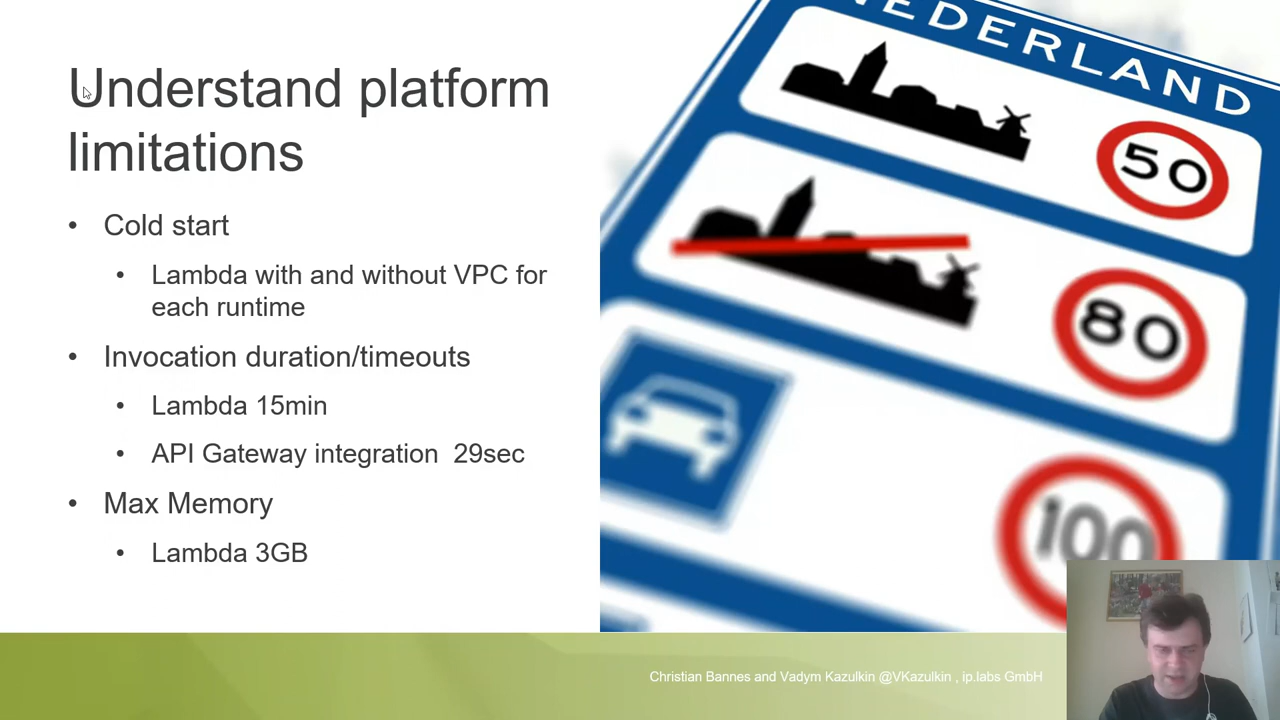 Understand platform
limitations
• Cold start
• Lambda with and without VPC for
each runtime
• Invocation duration/timeouts
• Lambda 15min
• API Gateway integration  29sec
• Max Memory
• Lambda 3GB
NEDERLAND
50
80
100
Christian Bannes and Vadym Kazulkin @VKazulkin , ip.labs GmbH